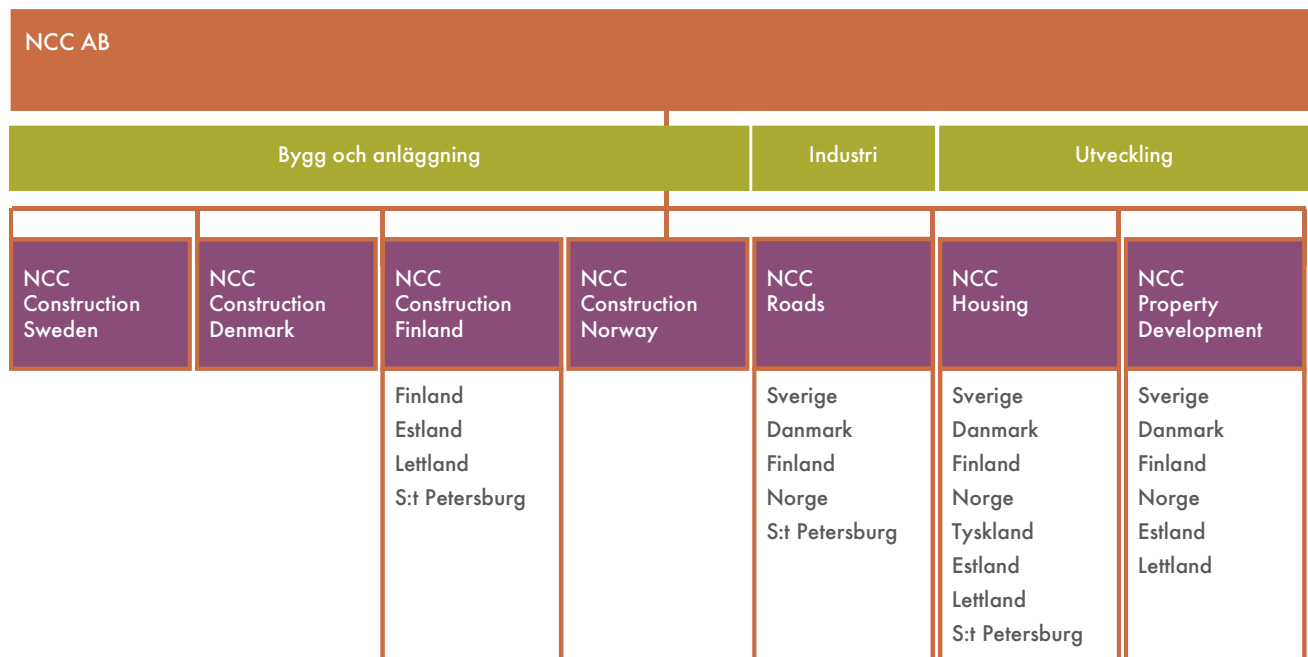 NCC AB
Bygg och anläggning
Industri
Utveckling
NCC
Construction
Sweden
NCC
Construction
Denmark
NCC
Construction
Finland
NCC
Construction
Norway
NCC
Roads
NCC
Housing
NCC
Property
Development
Finland
Estland
Lettland
S:t Petersburg
Sverige
Danmark
Finland
Norge
S:t Petersburg
Sverige
Danmark
Finland
Norge
Tyskland
Estland
Lettland
S:t Petersburg
Sverige
Danmark
Finland
Norge
Estland
Lettland